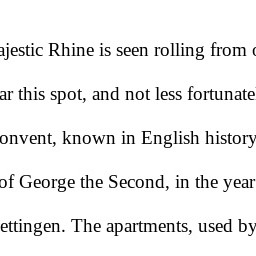 ajestic Rhine is seen rolling from
ar this spot, and not less
onvent, known in English history
of George the Second, in the year
ettingen. The apartments, used by